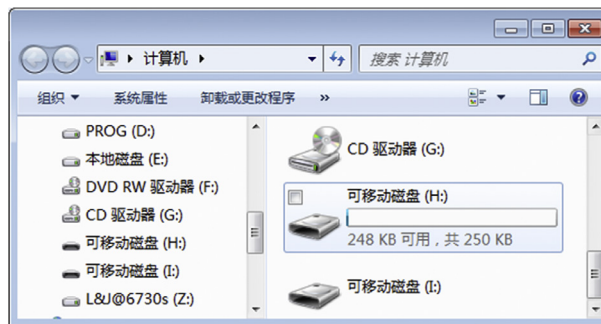 计算机
搜索 计算机
组织 系统属性 卸载或更改程序 »
PROG (D:)
本地磁盘 (E:)
DVD RW 驱动器 (F:)
CD 驱动器 (G:)
可移动磁盘 (H:)
可移动磁盘 (I:)
L&J@6730s (Z:)
CD 驱动器 (G:)
可移动磁盘 (H:)
248 KB 可用，共 250 KB
可移动磁盘 (I:)